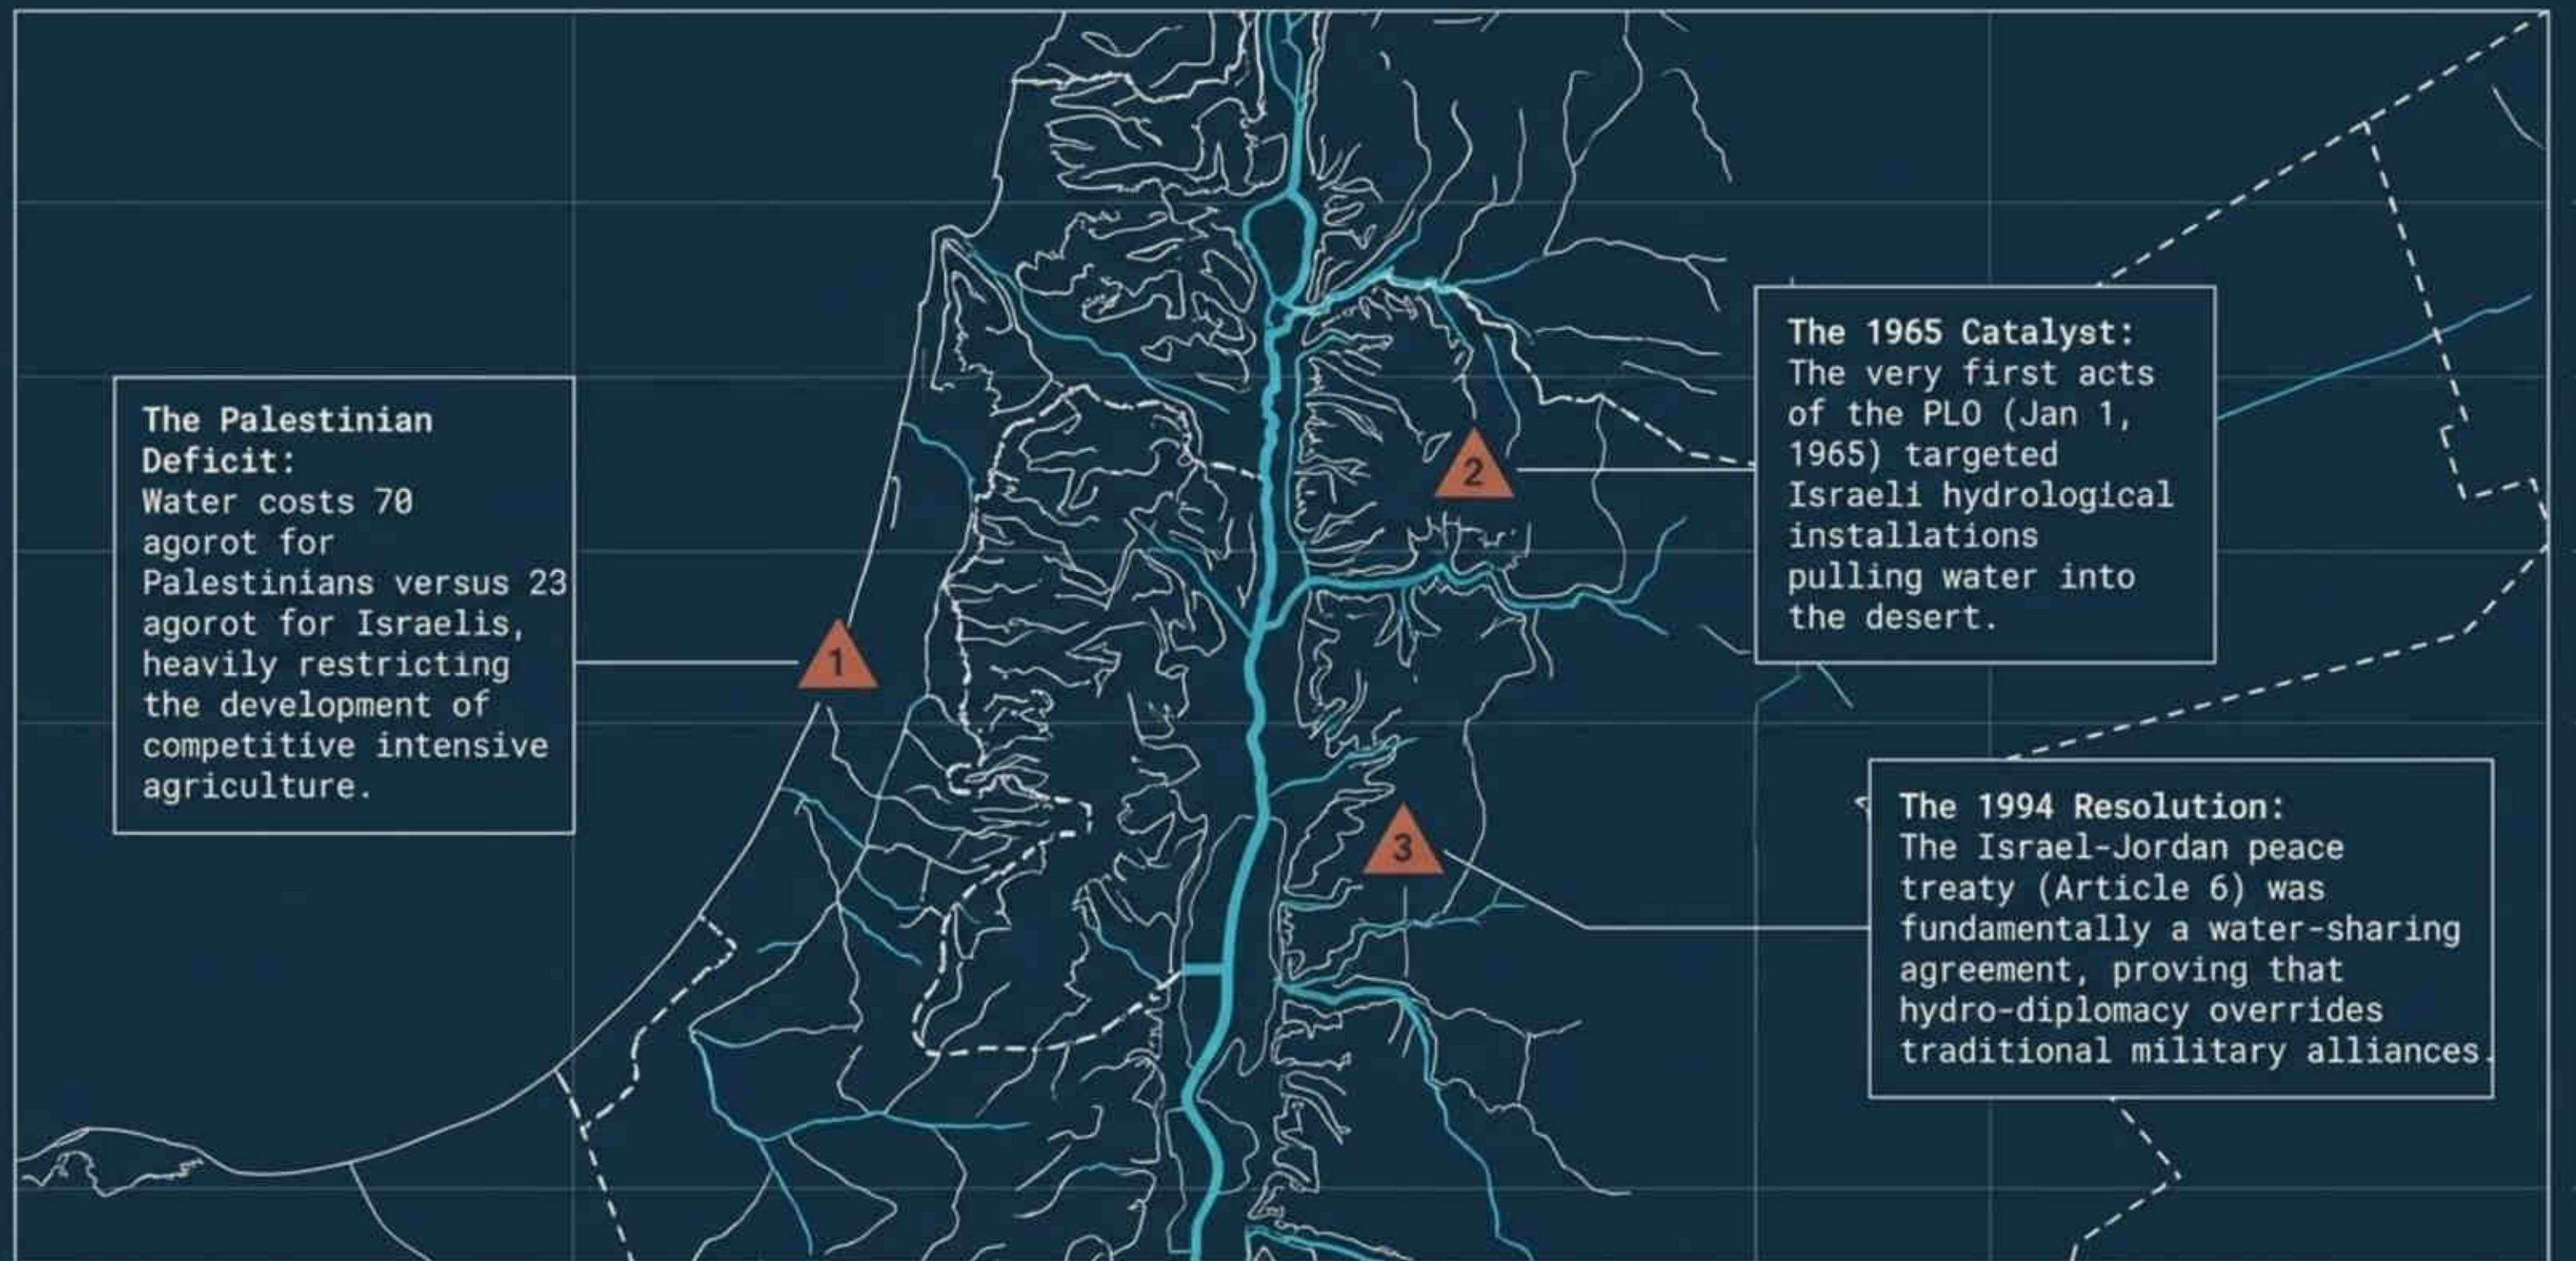 The Palestinian
Deficit:
Water costs 70
agorot for
Palestinians versus 23
agorot for Israelis,
heavily restricting
the development of
competitive intensive
agriculture.
1
2
The 1965 Catalyst:
The very first acts
of the PLO (Jan 1,
1965) targeted
Israeli hydrological
installations
pulling water into
the desert.
3
The 1994 Resolution:
The Israel-Jordan peace
treaty (Article 6) was
fundamentally a water-sharing
agreement, proving that
hydro-diplomacy overrides
traditional military alliances.